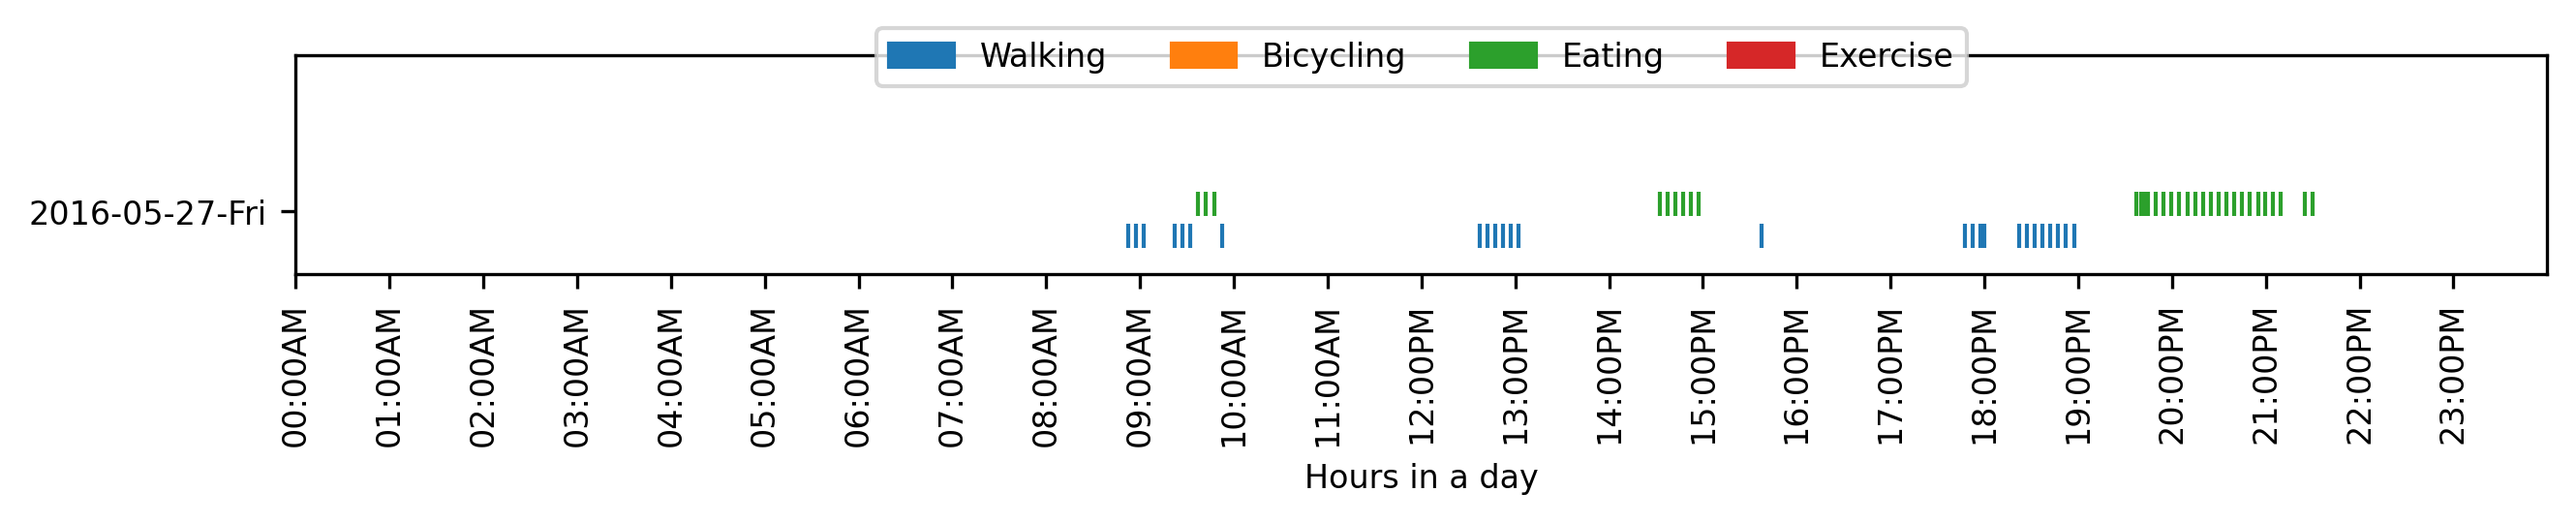 Walking Bicycling Eating Exercise
2016-05-27-Fri
00:00AM 01:00AM 02:00AM 03:00AM 04:00AM 05:00AM 06:00AM 07:00AM 08:00AM 09:00AM 10:00AM 11:00AM 12:00PM 13:00PM 14:00PM 15:00PM 16:00PM 17:00PM 18:00PM 19:00PM 20:00PM 21:00PM 22:00PM 23:00PM
Hours in a day